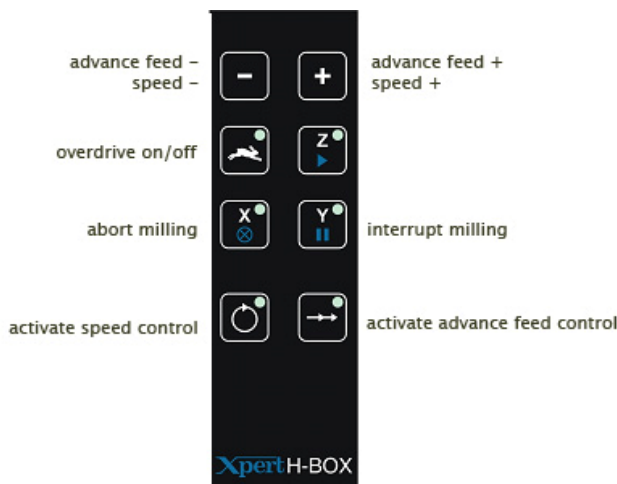 advance feed –
speed –
advance feed +
speed +
overdrive on/off
Z
abort milling
X
Y
interrupt milling
activate speed control
activate advance feed control
Xpert H-BOX